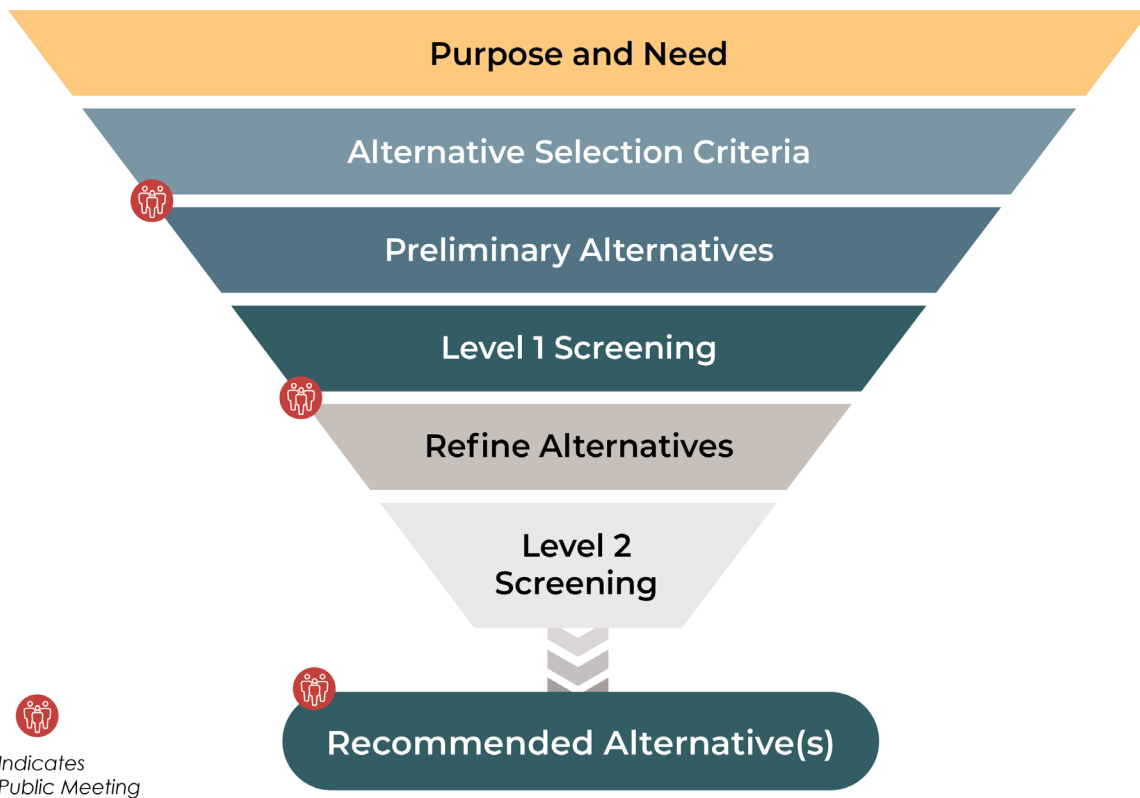 Purpose and Need
Alternative Selection Criteria
Preliminary Alternatives
Level 1 Screening
Refine Alternatives
Level 2
Screening
Recommended Alternative(s)
Indicates
Public Meeting